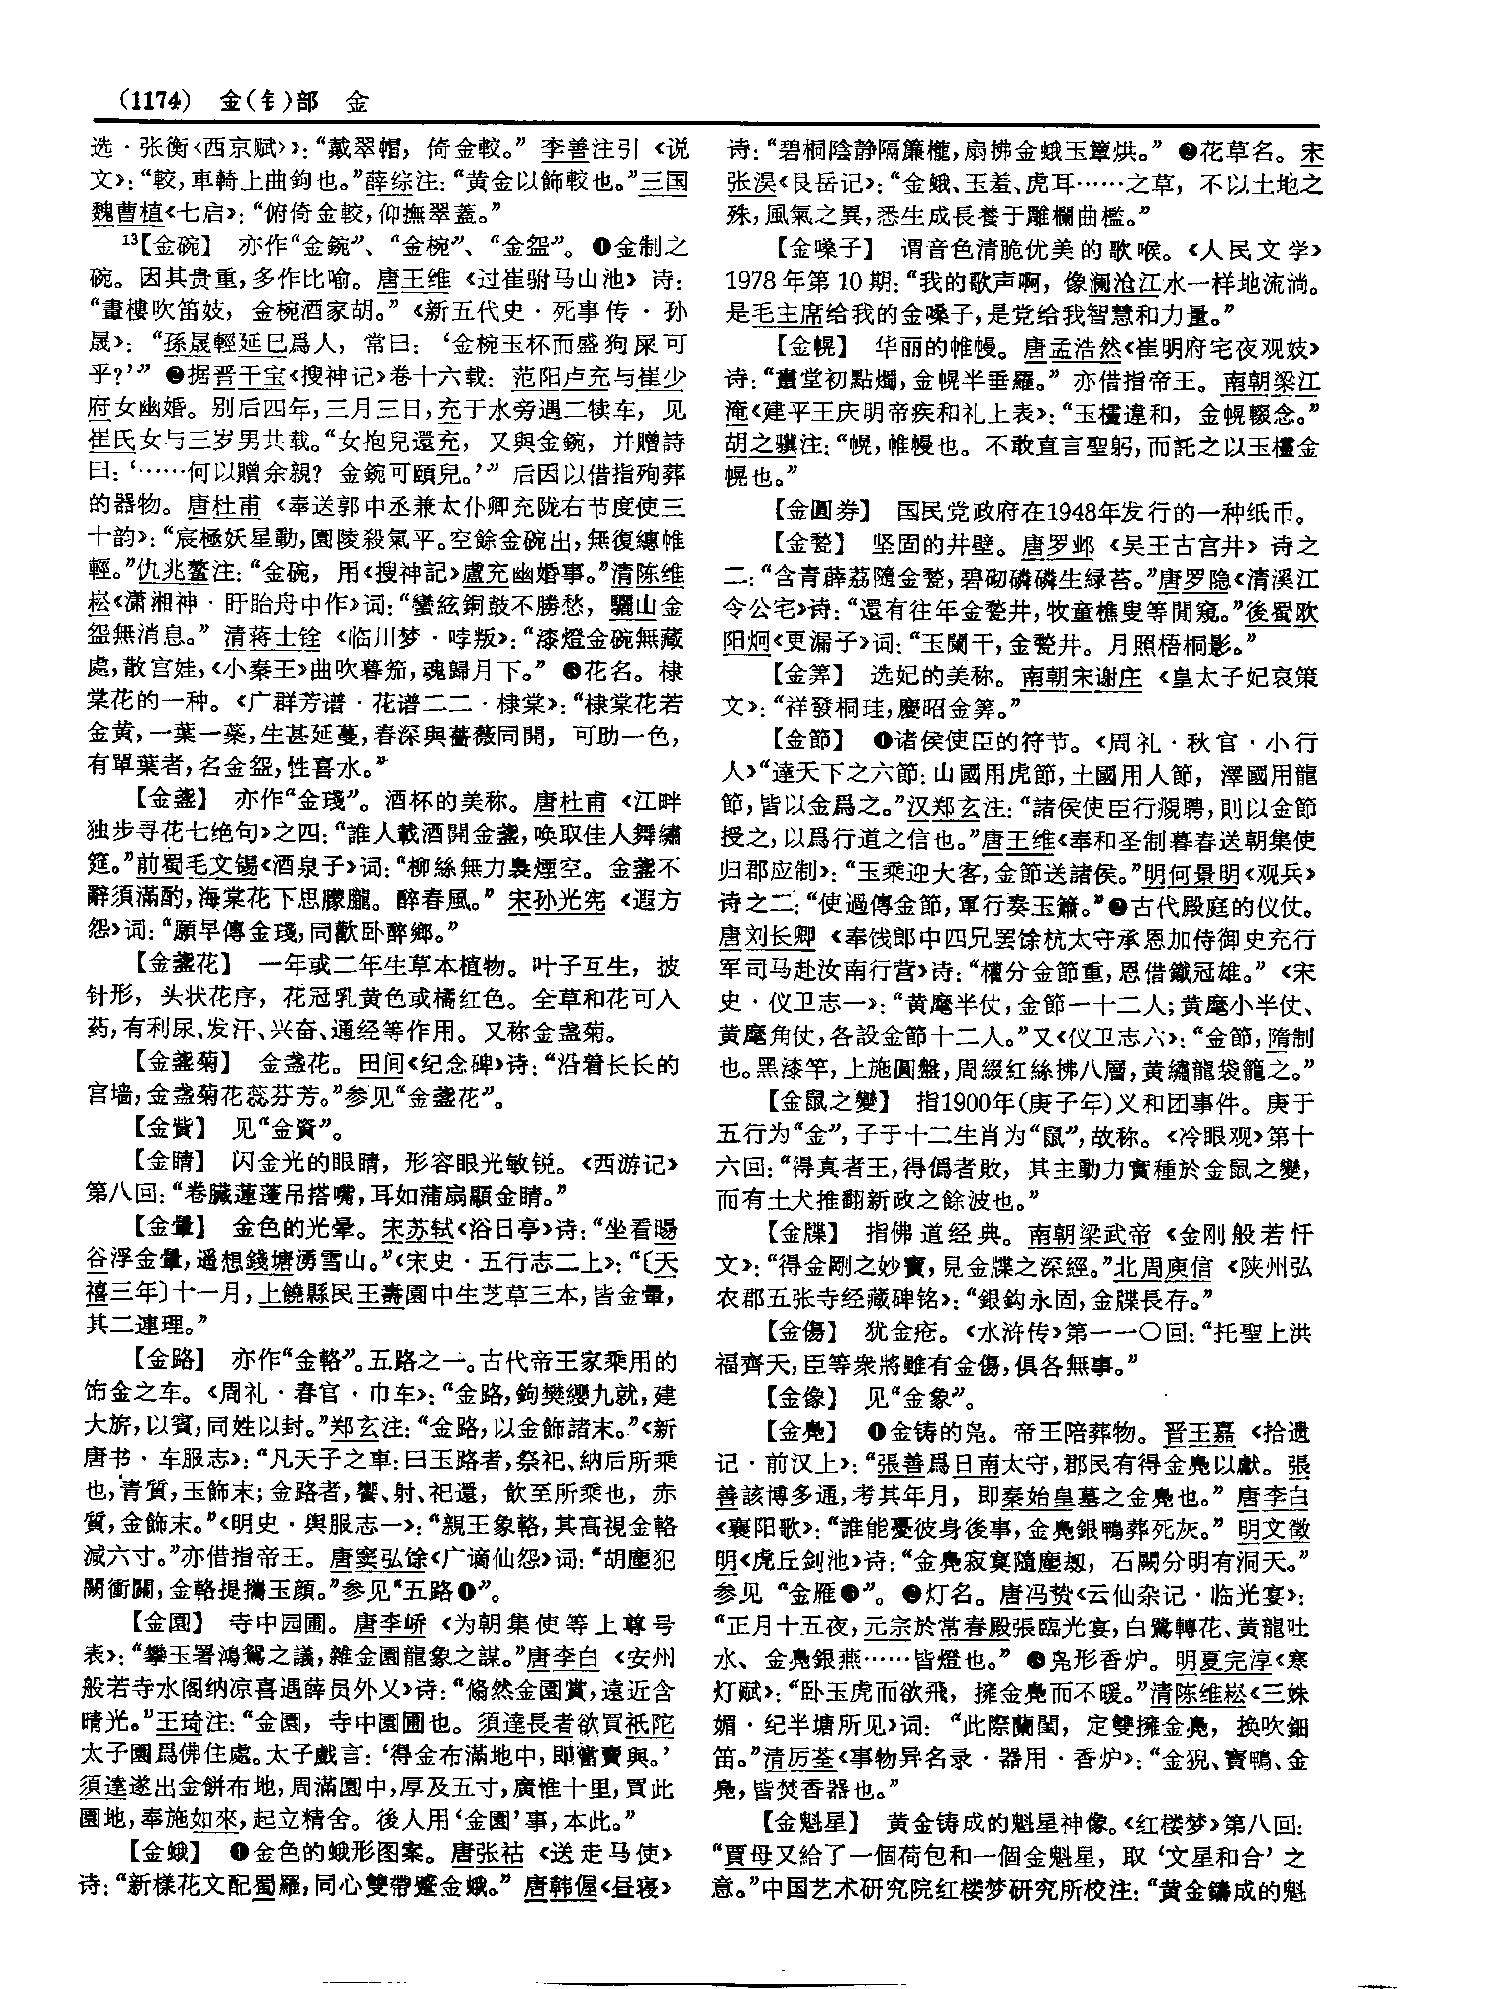 (1174) 金(钅)部 金
选·张衡〈西京赋〉》：“戴翠帽，倚金較。” 李善注引《说
文》：“較，車輢上曲鉤也。”薛综注：“黄金以飾較也。”三国
魏曹植《七启》：“俯倚金較，仰撫翠蓋。”
13【金碗】 亦作“金鋺”、“金椀”、“金盌”。❶金制之
碗。因其贵重，多作比喻。唐王维《过崔驸马山池》诗：
“畫樓吹笛妓，金椀酒家胡。”《新五代史·死事传·孙
晟》：“孫晟輕延巳爲人，常曰：‘金椀玉杯而盛狗屎可
乎？’” ❷据晋干宝《搜神记》卷十六载：范阳卢充与崔少
府女幽婚。别后四年，三月三日，充于水旁遇二犊车，见
崔氏女与三岁男共载。“女抱兒還充，又與金鋺，并贈詩
曰：‘……何以贈余親？金鋺可頤兒。’” 后因以借指殉葬
的器物。唐杜甫《奉送郭中丞兼太仆卿充陇右节度使三
十韵》：“宸極妖星動，園陵殺氣平。空餘金碗出，無復繐帷
輕。”仇兆鳌注：“金碗，用《搜神記》盧充幽婚事。”清陈维
崧《潇湘神·盱眙舟中作》词：“蠻絃銅鼓不勝愁，驪山金
盌無消息。” 清蒋士铨《临川梦·哱叛》：“漆燈金碗無藏
處，散宫娃，《小秦王》曲吹暮笳，魂歸月下。” ❸花名。棣
棠花的一种。《广群芳谱·花谱二二·棣棠》：“棣棠花若
金黄，一葉一蘂，生甚延蔓，春深與薔薇同開，可助一色，
有單葉者，名金盌，性喜水。”
【金盞】 亦作“金琖”。酒杯的美称。唐杜甫《江畔
独步寻花七绝句》之四：“誰人載酒開金盞，唤取佳人舞繡
筵。”前蜀毛文锡《酒泉子》词：“柳絲無力裊煙空。金盞不
辭須滿酌，海棠花下思朦朧。醉春風。” 宋孙光宪《遐方
怨》词：“願早傳金琖，同歡卧醉鄉。”
【金盞花】 一年或二年生草本植物。叶子互生，披
针形，头状花序，花冠乳黄色或橘红色。全草和花可入
药，有利尿、发汗、兴奋、通经等作用。又称金盏菊。
【金盞菊】 金盏花。田间《纪念碑》诗：“沿着长长的
宫墙，金盏菊花蕊芬芳。”参见“金盞花”。
【金貲】 见“金資”。
【金睛】 闪金光的眼睛，形容眼光敏锐。《西游记》
第八回：“卷臟蓮蓬吊搭嘴，耳如蒲扇顯金睛。”
【金暈】 金色的光晕。宋苏轼《浴日亭》诗：“坐看暘
谷浮金暈，遥想錢塘湧雪山。”《宋史·五行志二上》：“〔天
禧三年〕十一月，上饒縣民王壽園中生芝草三本，皆金暈，
其二連理。”
【金路】 亦作“金輅”。五路之一。古代帝王家乘用的
饰金之车。《周礼·春官·巾车》：“金路，鉤樊纓九就，建
大旂，以賓，同姓以封。”郑玄注：“金路，以金飾諸末。”《新
唐书·车服志》：“凡天子之車：曰玉路者，祭祀、納后所乘
也，青質，玉飾末；金路者，饗、射、祀還，飲至所乘也，赤
質，金飾末。”《明史·舆服志一》：“親王象輅，其高視金輅
減六寸。”亦借指帝王。唐窦弘馀《广谪仙怨》词：“胡塵犯
闕衝關，金輅提攜玉顔。”参见“五路❶”。
【金園】 寺中园圃。唐李峤《为朝集使等上尊号
表》：“攀玉署鴻鴛之議，雜金園龍象之謀。”唐李白《安州
般若寺水阁纳凉喜遇薛员外乂》诗：“翛然金園賞，遠近含
晴光。”王琦注：“金園，寺中園圃也。須達長者欲買祇陀
太子園爲佛住處。太子戲言：‘得金布滿地中，即當賣與。’
須達遂出金餅布地，周滿園中，厚及五寸，廣惟十里，買此
園地，奉施如來，起立精舍。後人用‘金園’事，本此。”
【金蛾】 ❶金色的蛾形图案。唐张祜《送走马使》
诗：“新樣花文配蜀羅，同心雙帶蹙金蛾。” 唐韩偓《昼寝》
诗：“碧桐陰静隔簾櫳，扇拂金蛾玉簟烘。” ❷花草名。宋
张淏《艮岳记》：“金蛾、玉羞、虎耳……之草，不以土地之
殊，風氣之異，悉生成長養于雕欄曲檻。”
【金嗓子】 谓音色清脆优美的歌喉。《人民文学》
1978年第10期：“我的歌声啊，像澜沧江水一样地流淌。
是毛主席给我的金嗓子，是党给我智慧和力量。”
【金幌】 华丽的帷幔。唐孟浩然《崔明府宅夜观妓》
诗：“畫堂初點燭，金幌半垂羅。” 亦借指帝王。南朝梁江
淹《建平王庆明帝疾和礼上表》：“玉櫺違和，金幌輟念。”
胡之骥注：“幌，帷幔也。不敢直言聖躬，而託之以玉櫺金
幌也。”
【金圓券】 国民党政府在1948年发行的一种纸币。
【金甃】 坚固的井壁。唐罗邺《吴王古宫井》诗之
二：“含青薜荔隨金甃，碧砌磷磷生緑苔。”唐罗隐《清溪江
令公宅》诗：“還有往年金甃井，牧童樵叟等閒窺。”後蜀欧
阳炯《更漏子》词：“玉闌干，金甃井。月照梧桐影。”
【金筭】 选妃的美称。南朝宋谢庄《皇太子妃哀策
文》：“祥發桐珪，慶昭金筭。”
【金節】 ❶诸侯使臣的符节。《周礼·秋官·小行
人》“達天下之六節：山國用虎節，土國用人節，澤國用龍
節，皆以金爲之。”汉郑玄注：“諸侯使臣行覜聘，則以金節
授之，以爲行道之信也。”唐王维《奉和圣制暮春送朝集使
归郡应制》：“玉乘迎大客，金節送諸侯。”明何景明《观兵》
诗之二：“使過傳金節，軍行奏玉簫。”❷古代殿庭的仪仗。
唐刘长卿《奉饯郎中四兄罢馀杭太守承恩加侍御史充行
军司马赴汝南行营》诗：“權分金節重，恩借鐵冠雄。”《宋
史·仪卫志一》：“黄麾半仗，金節一十二人；黄麾小半仗、
黄麾角仗，各設金節十二人。”又《仪卫志六》：“金節，隋制
也。黑漆竿，上施圓盤，周綴紅絲拂八層，黄繡龍袋籠之。”
【金鼠之變】 指1900年(庚子年)义和团事件。庚于
五行为“金”，子于十二生肖为“鼠”，故称。《冷眼观》第十
六回：“得真者王，得僞者敗，其主動力實種於金鼠之變，
而有土犬推翻新政之餘波也。”
【金牒】 指佛道经典。南朝梁武帝《金刚般若忏
文》：“得金剛之妙寶，見金牒之深經。”北周庾信《陕州弘
农郡五张寺经藏碑铭》：“銀鈎永固，金牒長存。”
【金傷】 犹金疮。《水浒传》第一一〇回：“托聖上洪
福齊天，臣等衆將雖有金傷，俱各無事。”
【金像】 见“金象”。
【金鳧】 ❶金铸的凫。帝王陪葬物。晋王嘉《拾遗
记·前汉上》：“張善爲日南太守，郡民有得金鳧以獻。張
善該博多通，考其年月，即秦始皇墓之金鳧也。” 唐李白
《襄阳歌》：“誰能憂彼身後事，金鳧銀鴨葬死灰。” 明文徵
明《虎丘剑池》诗：“金鳧寂寞隨塵刼，石闕分明有洞天。”
参见“金雁❸”。❷灯名。唐冯贽《云仙杂记·临光宴》：
“正月十五夜，元宗於常春殿張臨光宴，白鷺轉花、黄龍吐
水、金鳧銀燕……皆燈也。” ❸凫形香炉。明夏完淳《寒
灯赋》：“卧玉虎而欲飛，擁金鳧而不暖。”清陈维崧《三姝
媚·纪半塘所见》词：“此際蘭閨，定雙擁金鳧，换吹鈿
笛。”清厉荃《事物异名录·器用·香炉》：“金猊、寶鴨、金
鳧，皆焚香器也。”
【金魁星】 黄金铸成的魁星神像。《红楼梦》第八回：
“賈母又给了一個荷包和一個金魁星，取‘文星和合’之
意。”中国艺术研究院红楼梦研究所校注：“黄金鑄成的魁